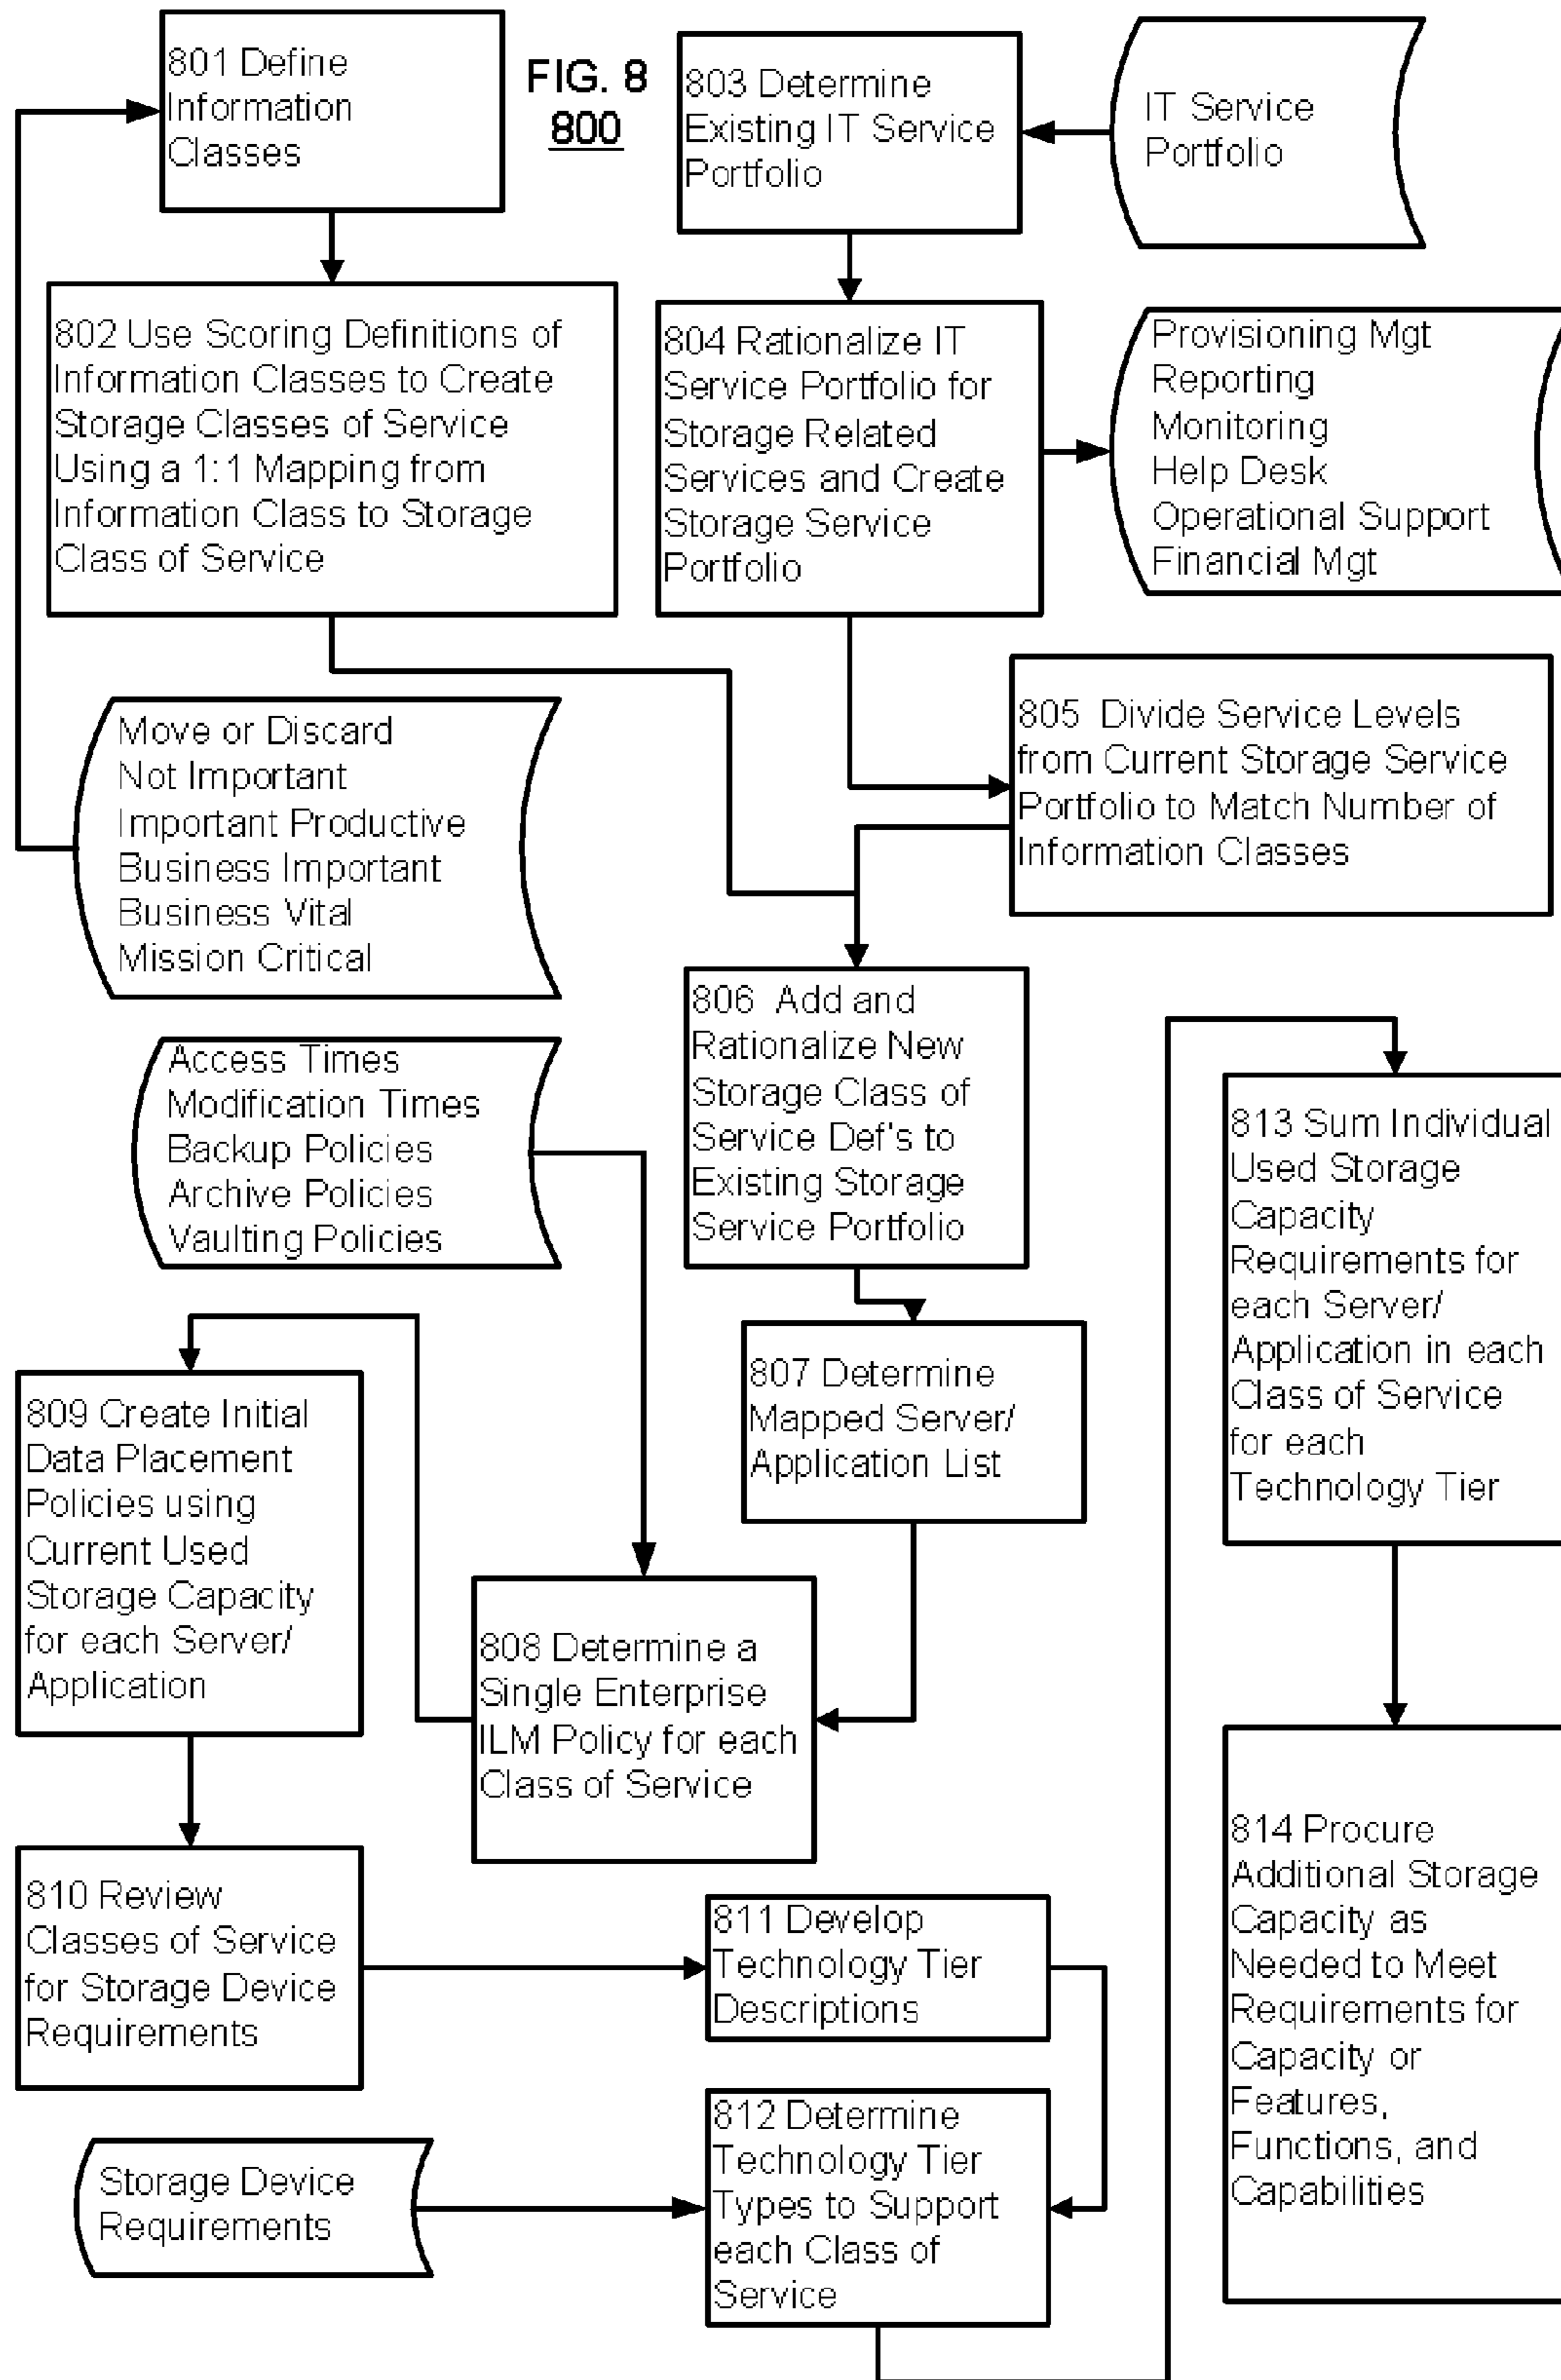 801 Define
Information
Classes
FIG. 8
800
803 Determine
Existing IT Service
Portfolio
IT Service
Portfolio
802 Use Scoring Definitions of
Information Classes to Create
Storage Classes of Service
Using a 1:1 Mapping from
Information Class to Storage
Class of Service
804 Rationalize IT
Service Portfolio for
Storage Related
Services and Create
Storage Service
Portfolio
Provisioning Mgt
Reporting
Monitoring
Help Desk
Operational Support
Financial Mgt
805 Divide Service Levels
from Current Storage Service
Portfolio to Match Number of
Information Classes
Move or Discard
Not Important
Important Productive
Business Important
Business Vital
Mission Critical
806 Add and
Rationalize New
Storage Class of
Service Def's to
Existing Storage
Service Portfolio
Access Times
Modification Times
Backup Policies
Archive Policies
Vaulting Policies
807 Determine
Mapped Server/
Application List
808 Determine a
Single Enterprise
ILM Policy for each
Class of Service
809 Create Initial
Data Placement
Policies using
Current Used
Storage Capacity
for each Server/
Application
810 Review
Classes of Service
for Storage Device
Requirements
811 Develop
Technology Tier
Descriptions
Storage Device
Requirements
812 Determine
Technology Tier
Types to Support
each Class of
Service
813 Sum Individual
Used Storage
Capacity
Requirements for
each Server/
Application in each
Class of Service
for each
Technology Tier
814 Procure
Additional Storage
Capacity as
Needed to Meet
Requirements for
Capacity or
Features,
Functions, and
Capabilities